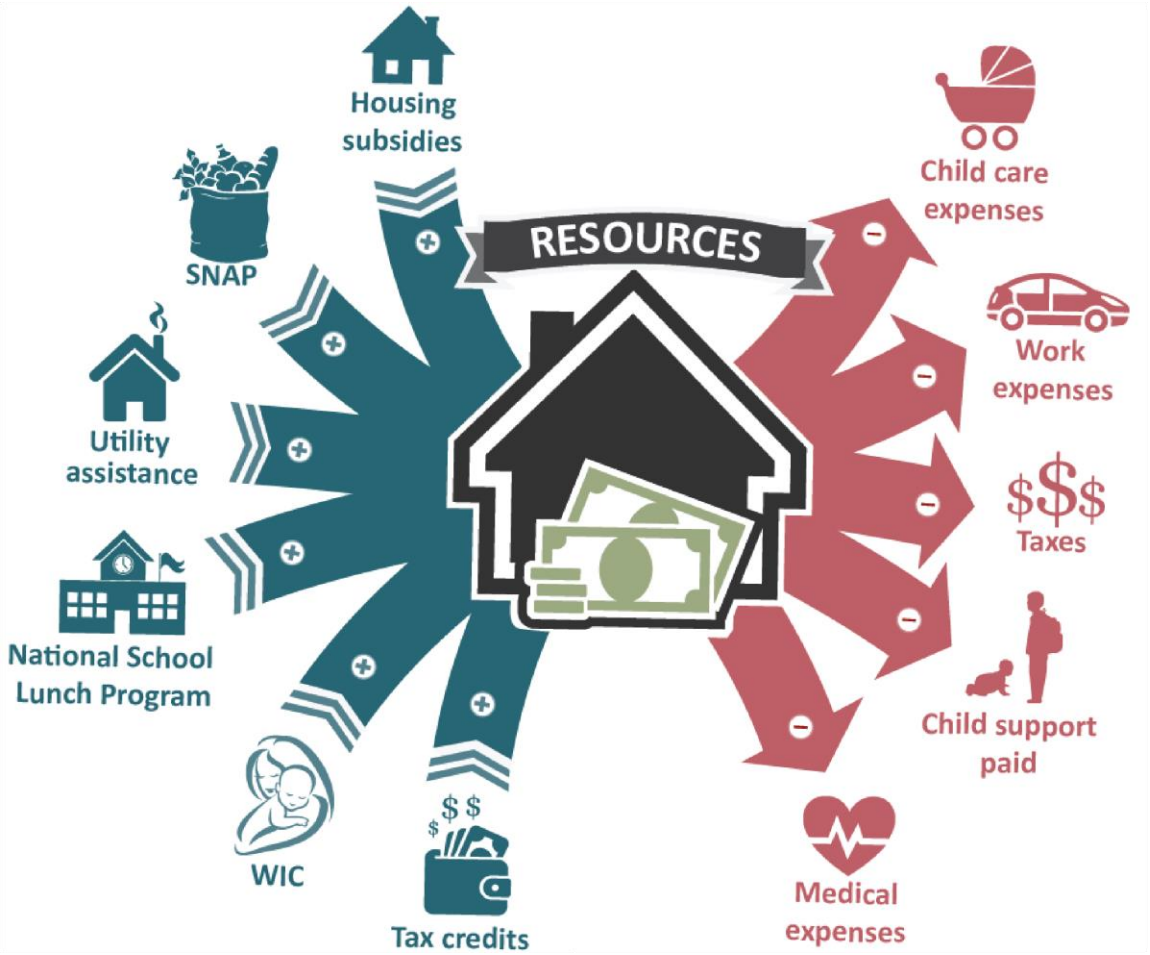 Housing
subsidies
SNAP
Utility
assistance
National School
Lunch Program
WIC
$ $ $
Tax credits
RESOURCES
Child care
expenses
Work
expenses
$$$
Taxes
Child support
paid
Medical
expenses